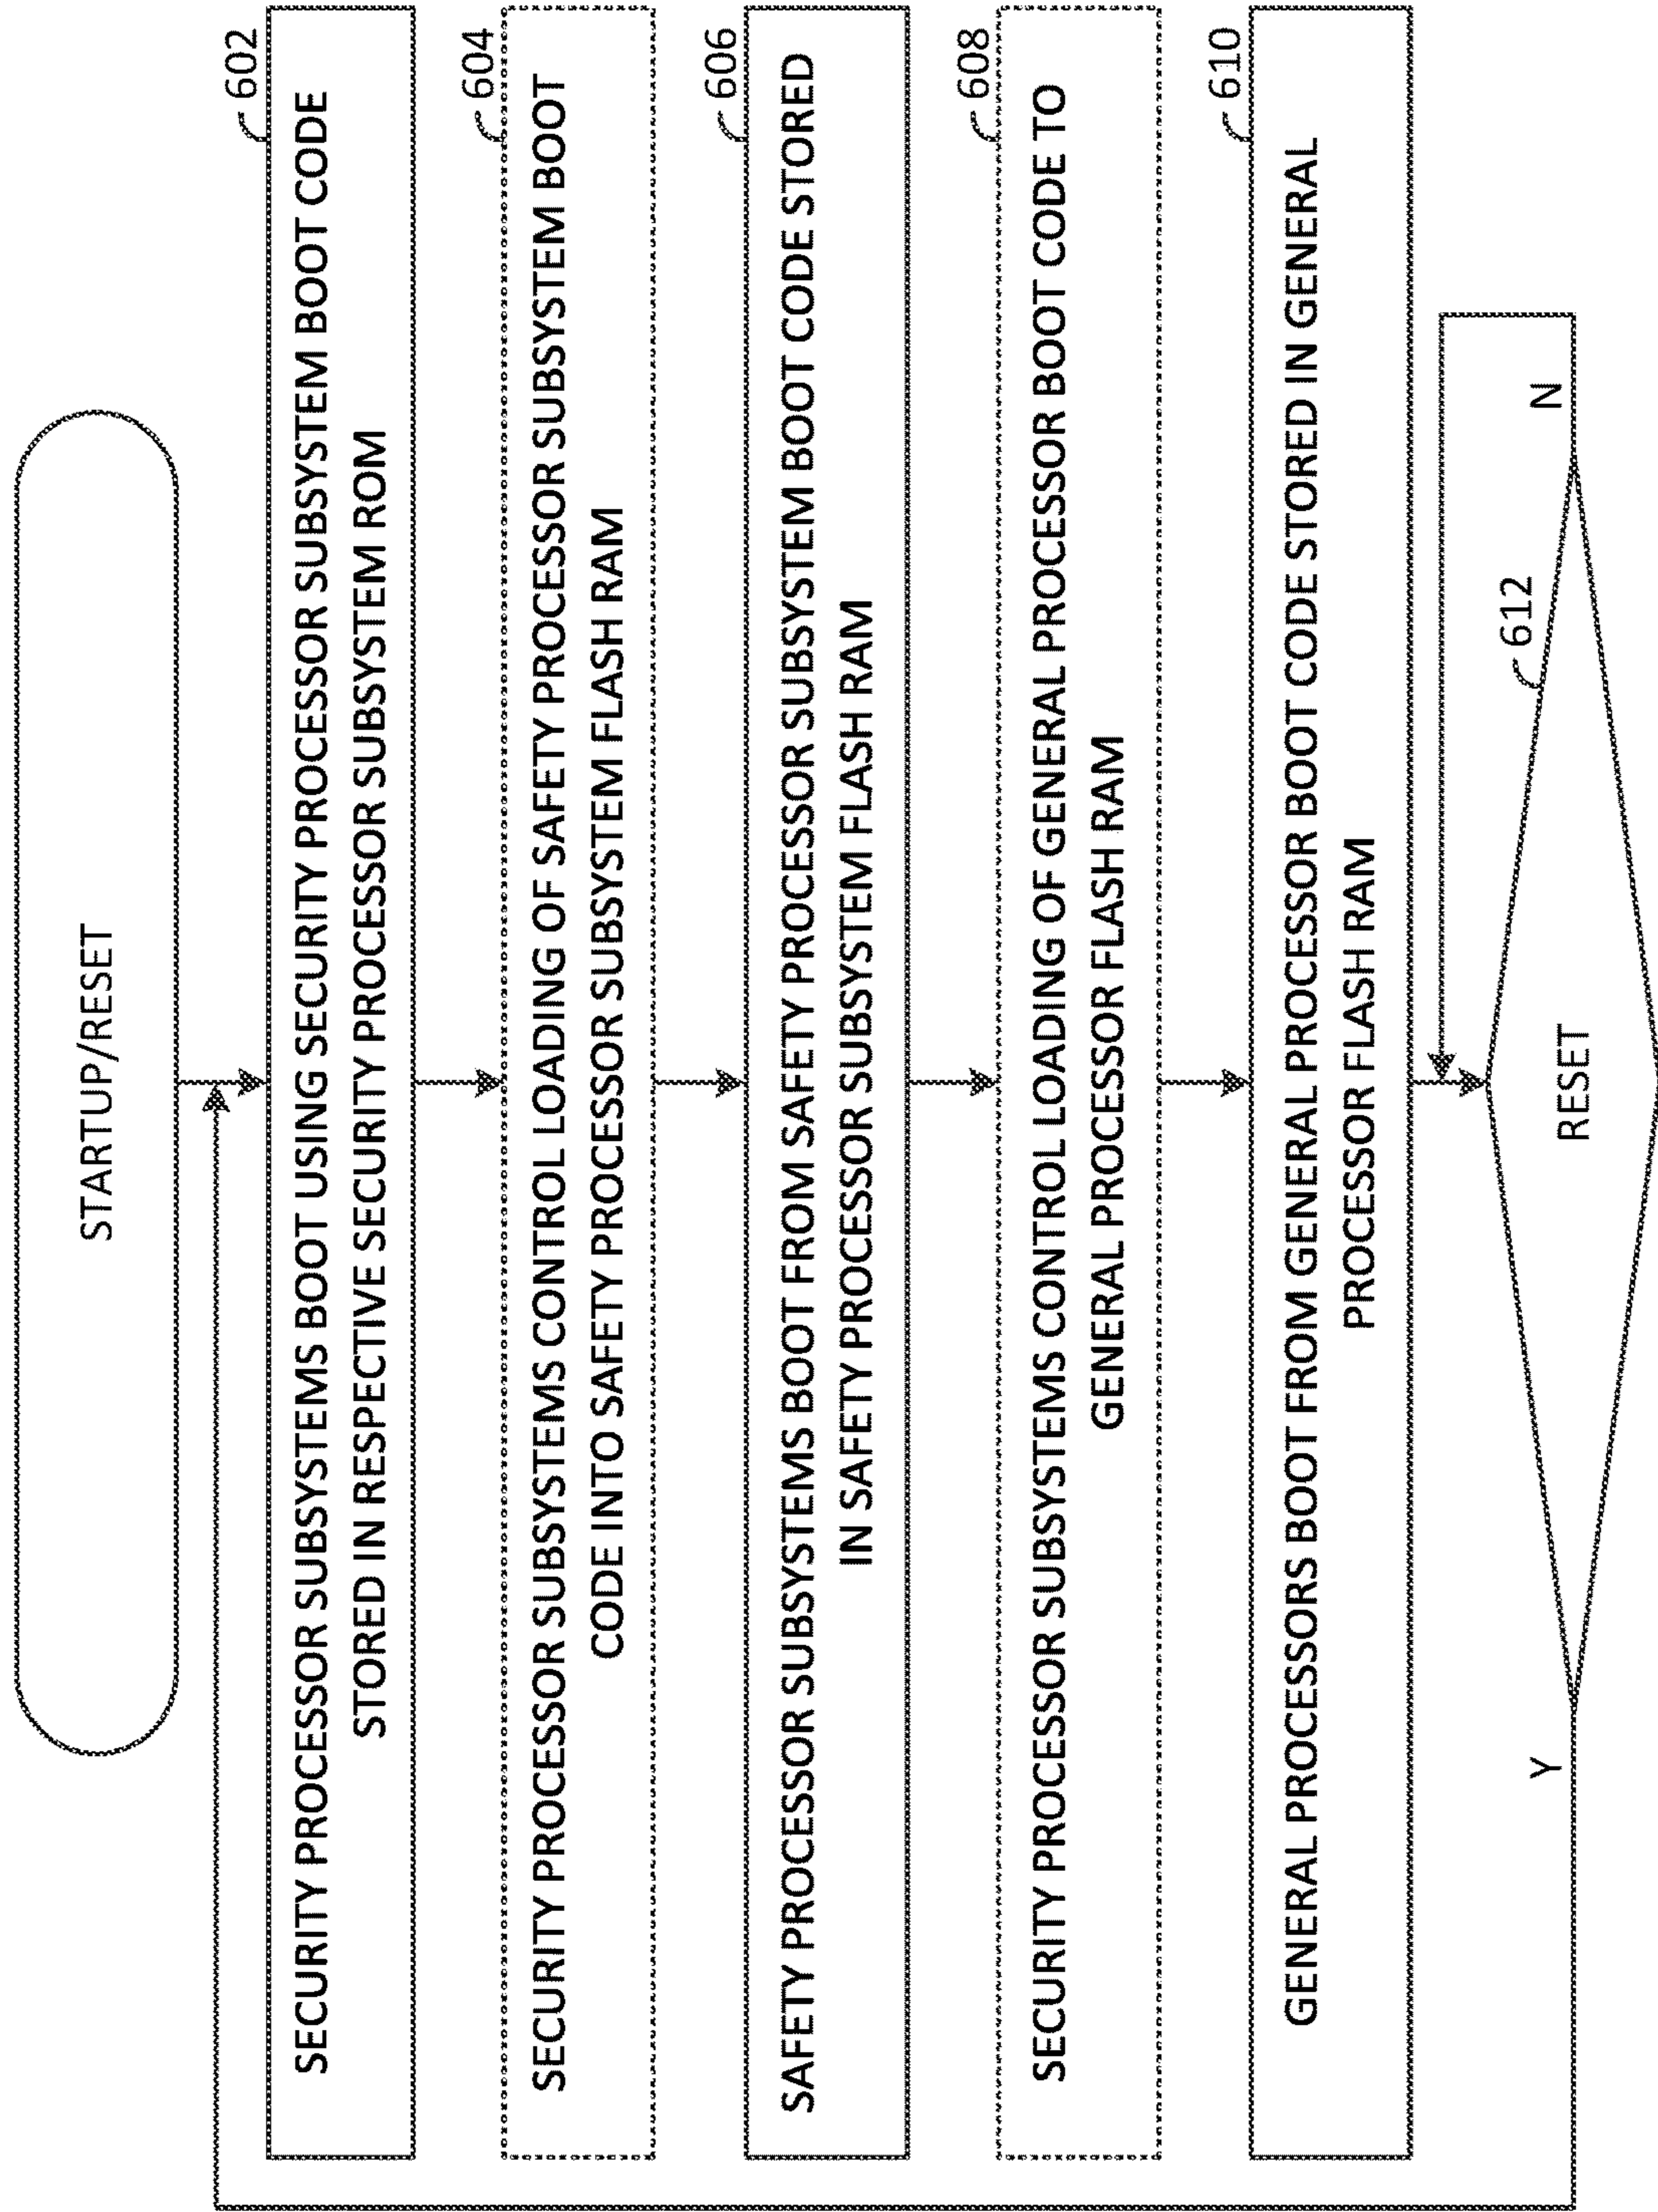 STARTUP/RESET
602
SECURITY PROCESSOR SUBSYSTEMS BOOT USING SECURITY PROCESSOR SUBSYSTEM BOOT CODE
STORED IN RESPECTIVE SECURITY PROCESSOR SUBSYSTEM ROM
604
SECURITY PROCESSOR SUBSYSTEMS CONTROL LOADING OF SAFETY PROCESSOR SUBSYSTEM BOOT
CODE INTO SAFETY PROCESSOR SUBSYSTEM FLASH RAM
606
SAFETY PROCESSOR SUBSYSTEMS BOOT FROM SAFETY PROCESSOR SUBSYSTEM BOOT CODE STORED
IN SAFETY PROCESSOR SUBSYSTEM FLASH RAM
608
SECURITY PROCESSOR SUBSYSTEMS CONTROL LOADING OF GENERAL PROCESSOR BOOT CODE TO
GENERAL PROCESSOR FLASH RAM
610
GENERAL PROCESSORS BOOT FROM GENERAL PROCESSOR BOOT CODE STORED IN GENERAL
PROCESSOR FLASH RAM
612
Y
N
RESET